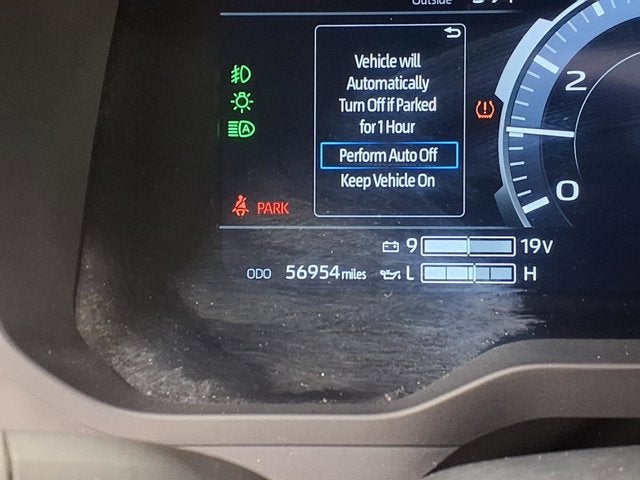 Outside
Vehicle will
Automatically
Turn Off if Parked
for 1 Hour
Perform Auto Off
Keep Vehicle On
A
PARK
2
0
9 19V
ODO 56954 miles L H